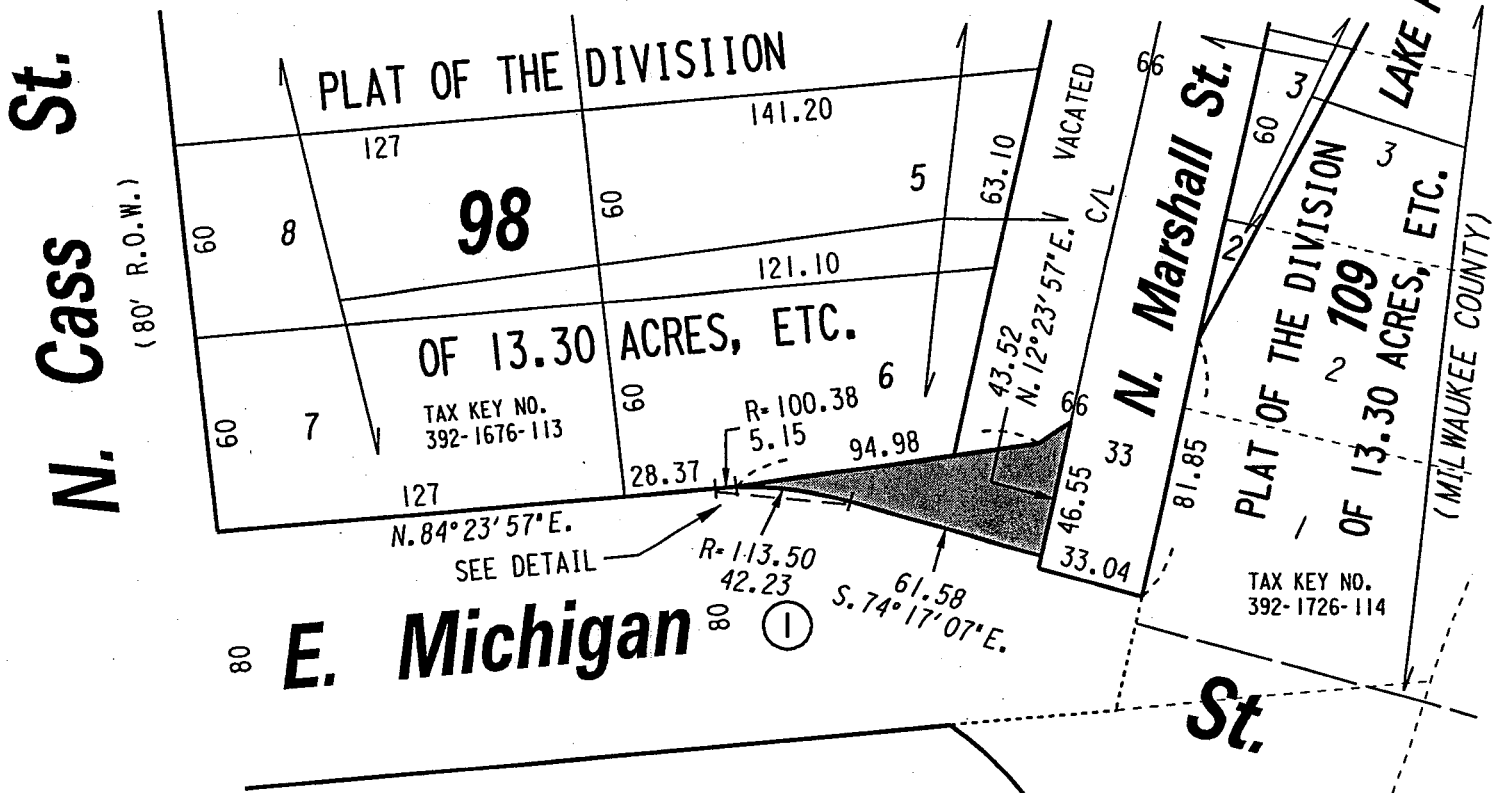 N. Cass St.
(80' R.O.W.)
PLAT OF THE DIVISIION
127
141.20
60
8
98
60
5
63.10
VACATED
C/L
66
N. Marshall St.
60
3
LAKE
3
2
121.10
OF 13.30 ACRES, ETC.
60
7
TAX KEY NO.
392-1676-113
60
6
R=100.38
5.15
94.98
28.37
127
N.84°23'57"E.
SEE DETAIL
R=113.50
42.23
61.58
S.74°17'07"E.
43.52
N.12°23'57"E.
66
33
46.55
33.04
81.85
PLAT OF THE DIVISION
109
OF 13.30 ACRES, ETC.
2
1
(MILWAUKEE COUNTY)
TAX KEY NO.
392-1726-114
80
E. Michigan St.
80
1